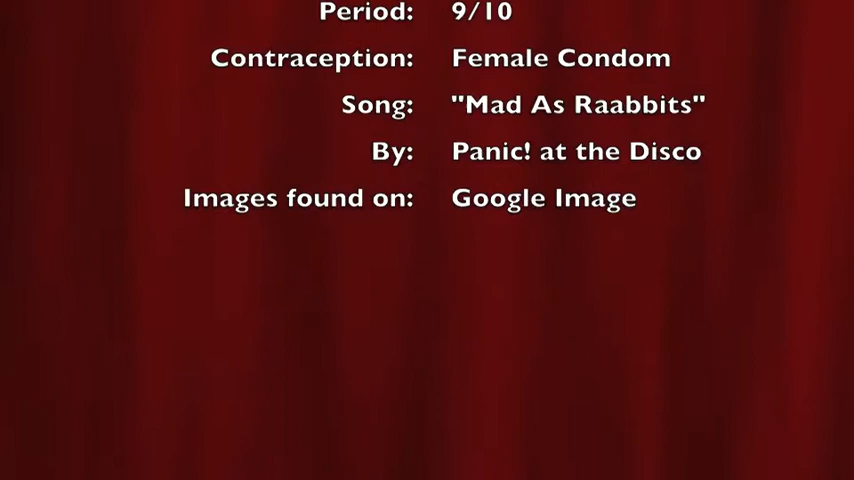 Period: 9/10
Contraception: Female Condom
Song: "Mad As Raabbits"
By: Panic! at the Disco
Images found on: Google Image